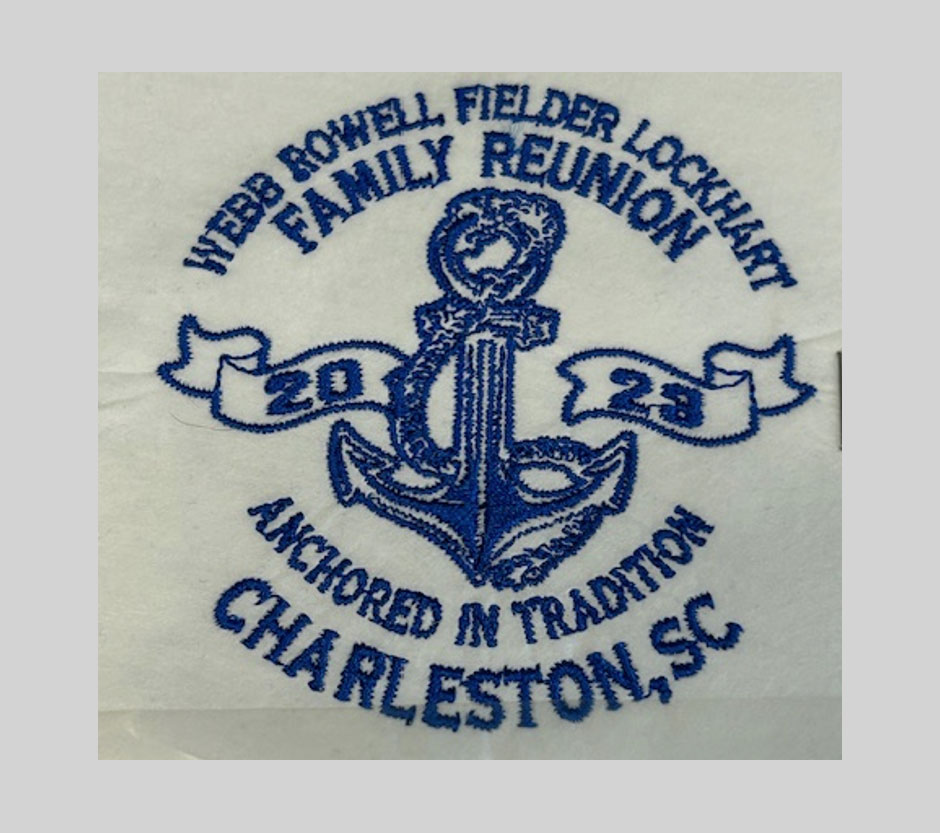 WEBB ROWELL FIELDER LOCKHART
FAMILY REUNION
20 23
ANCHORED IN TRADITION
CHARLESTON, SC